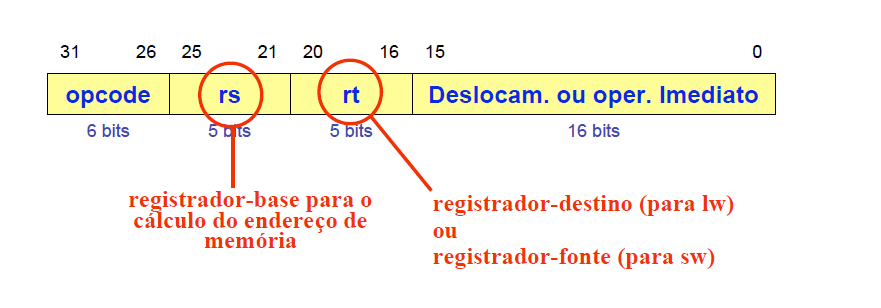 31 26 25 21 20 16 15 0
opcode rs rt Deslocam. ou oper. Imediato
6 bits 5 bits 5 bits 16 bits
registrador-base para o
cálculo do endereço de
memória
registrador-destino (para lw)
ou
registrador-fonte (para sw)